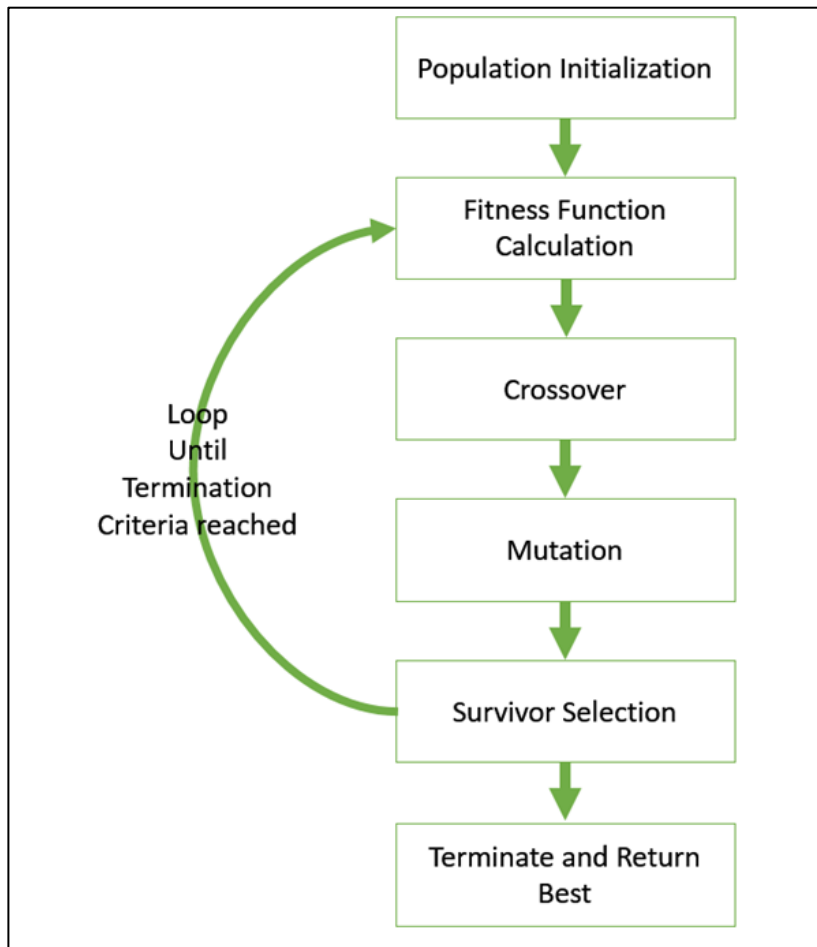 Population Initialization
Fitness Function
Calculation
Crossover
Loop
Until
Termination
Criteria reached
Mutation
Survivor Selection
Terminate and Return
Best